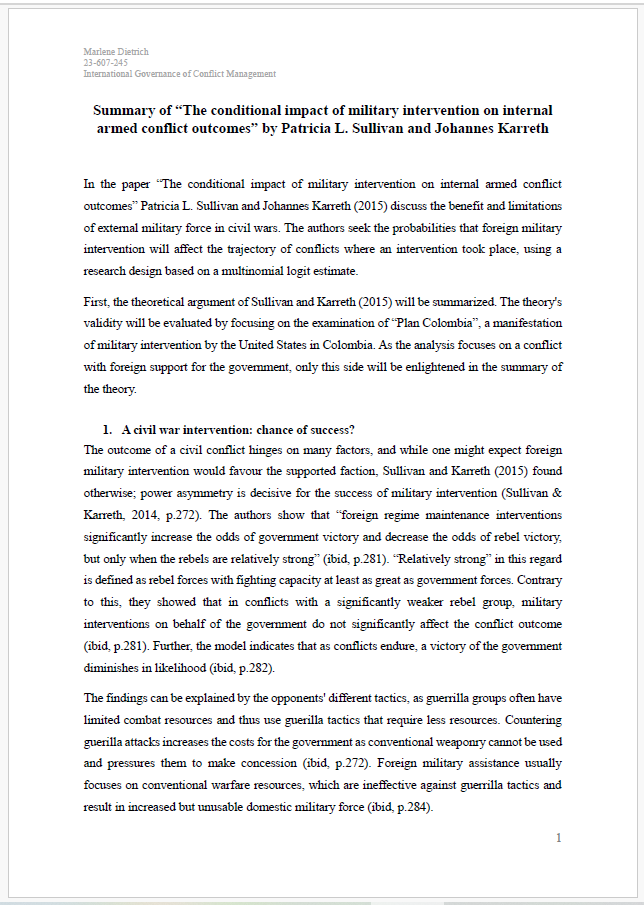 Marlene Dietrich
23-607-245
International Governance of Conflict Management
Summary of “The conditional impact of military intervention on internal
armed conflict outcomes” by Patricia L. Sullivan and Johannes Karreth
In the paper “The conditional impact of military intervention on internal armed conflict
outcomes” Patricia L. Sullivan and Johannes Karreth (2015) discuss the benefit and limitations
of external military force in civil wars. The authors seek the probabilities that foreign military
intervention will affect the trajectory of conflicts where an intervention took place, using a
research design based on a multinomial logit estimate.
First, the theoretical argument of Sullivan and Karreth (2015) will be summarized. The theory's
validity will be evaluated by focusing on the examination of “Plan Colombia”, a manifestation
of military intervention by the United States in Colombia. As the analysis focuses on a conflict
with foreign support for the government, only this side will be enlightened in the summary of
the theory.
1. A civil war intervention: chance of success?
The outcome of a civil conflict hinges on many factors, and while one might expect foreign
military intervention would favour the supported faction, Sullivan and Karreth (2015) found
otherwise; power asymmetry is decisive for the success of military intervention (Sullivan &
Karreth, 2014, p.272). The authors show that “foreign regime maintenance interventions
significantly increase the odds of government victory and decrease the odds of rebel victory,
but only when the rebels are relatively strong” (ibid, p.281). “Relatively strong” in this regard
is defined as rebel forces with fighting capacity at least as great as government forces. Contrary
to this, they showed that in conflicts with a significantly weaker rebel group, military
interventions on behalf of the government do not significantly affect the conflict outcome
(ibid, p.281). Further, the model indicates that as conflicts endure, a victory of the government
diminishes in likelihood (ibid, p.282).
The findings can be explained by the opponents' different tactics, as guerrilla groups often have
limited combat resources and thus use guerilla tactics that require less resources. Countering
guerilla attacks increases the costs for the government as conventional weaponry cannot be used
and pressures them to make concession (ibid, p.272). Foreign military assistance usually
focuses on conventional warfare resources, which are ineffective against guerrilla tactics and
result in increased but unusable domestic military force (ibid, p.284).
1